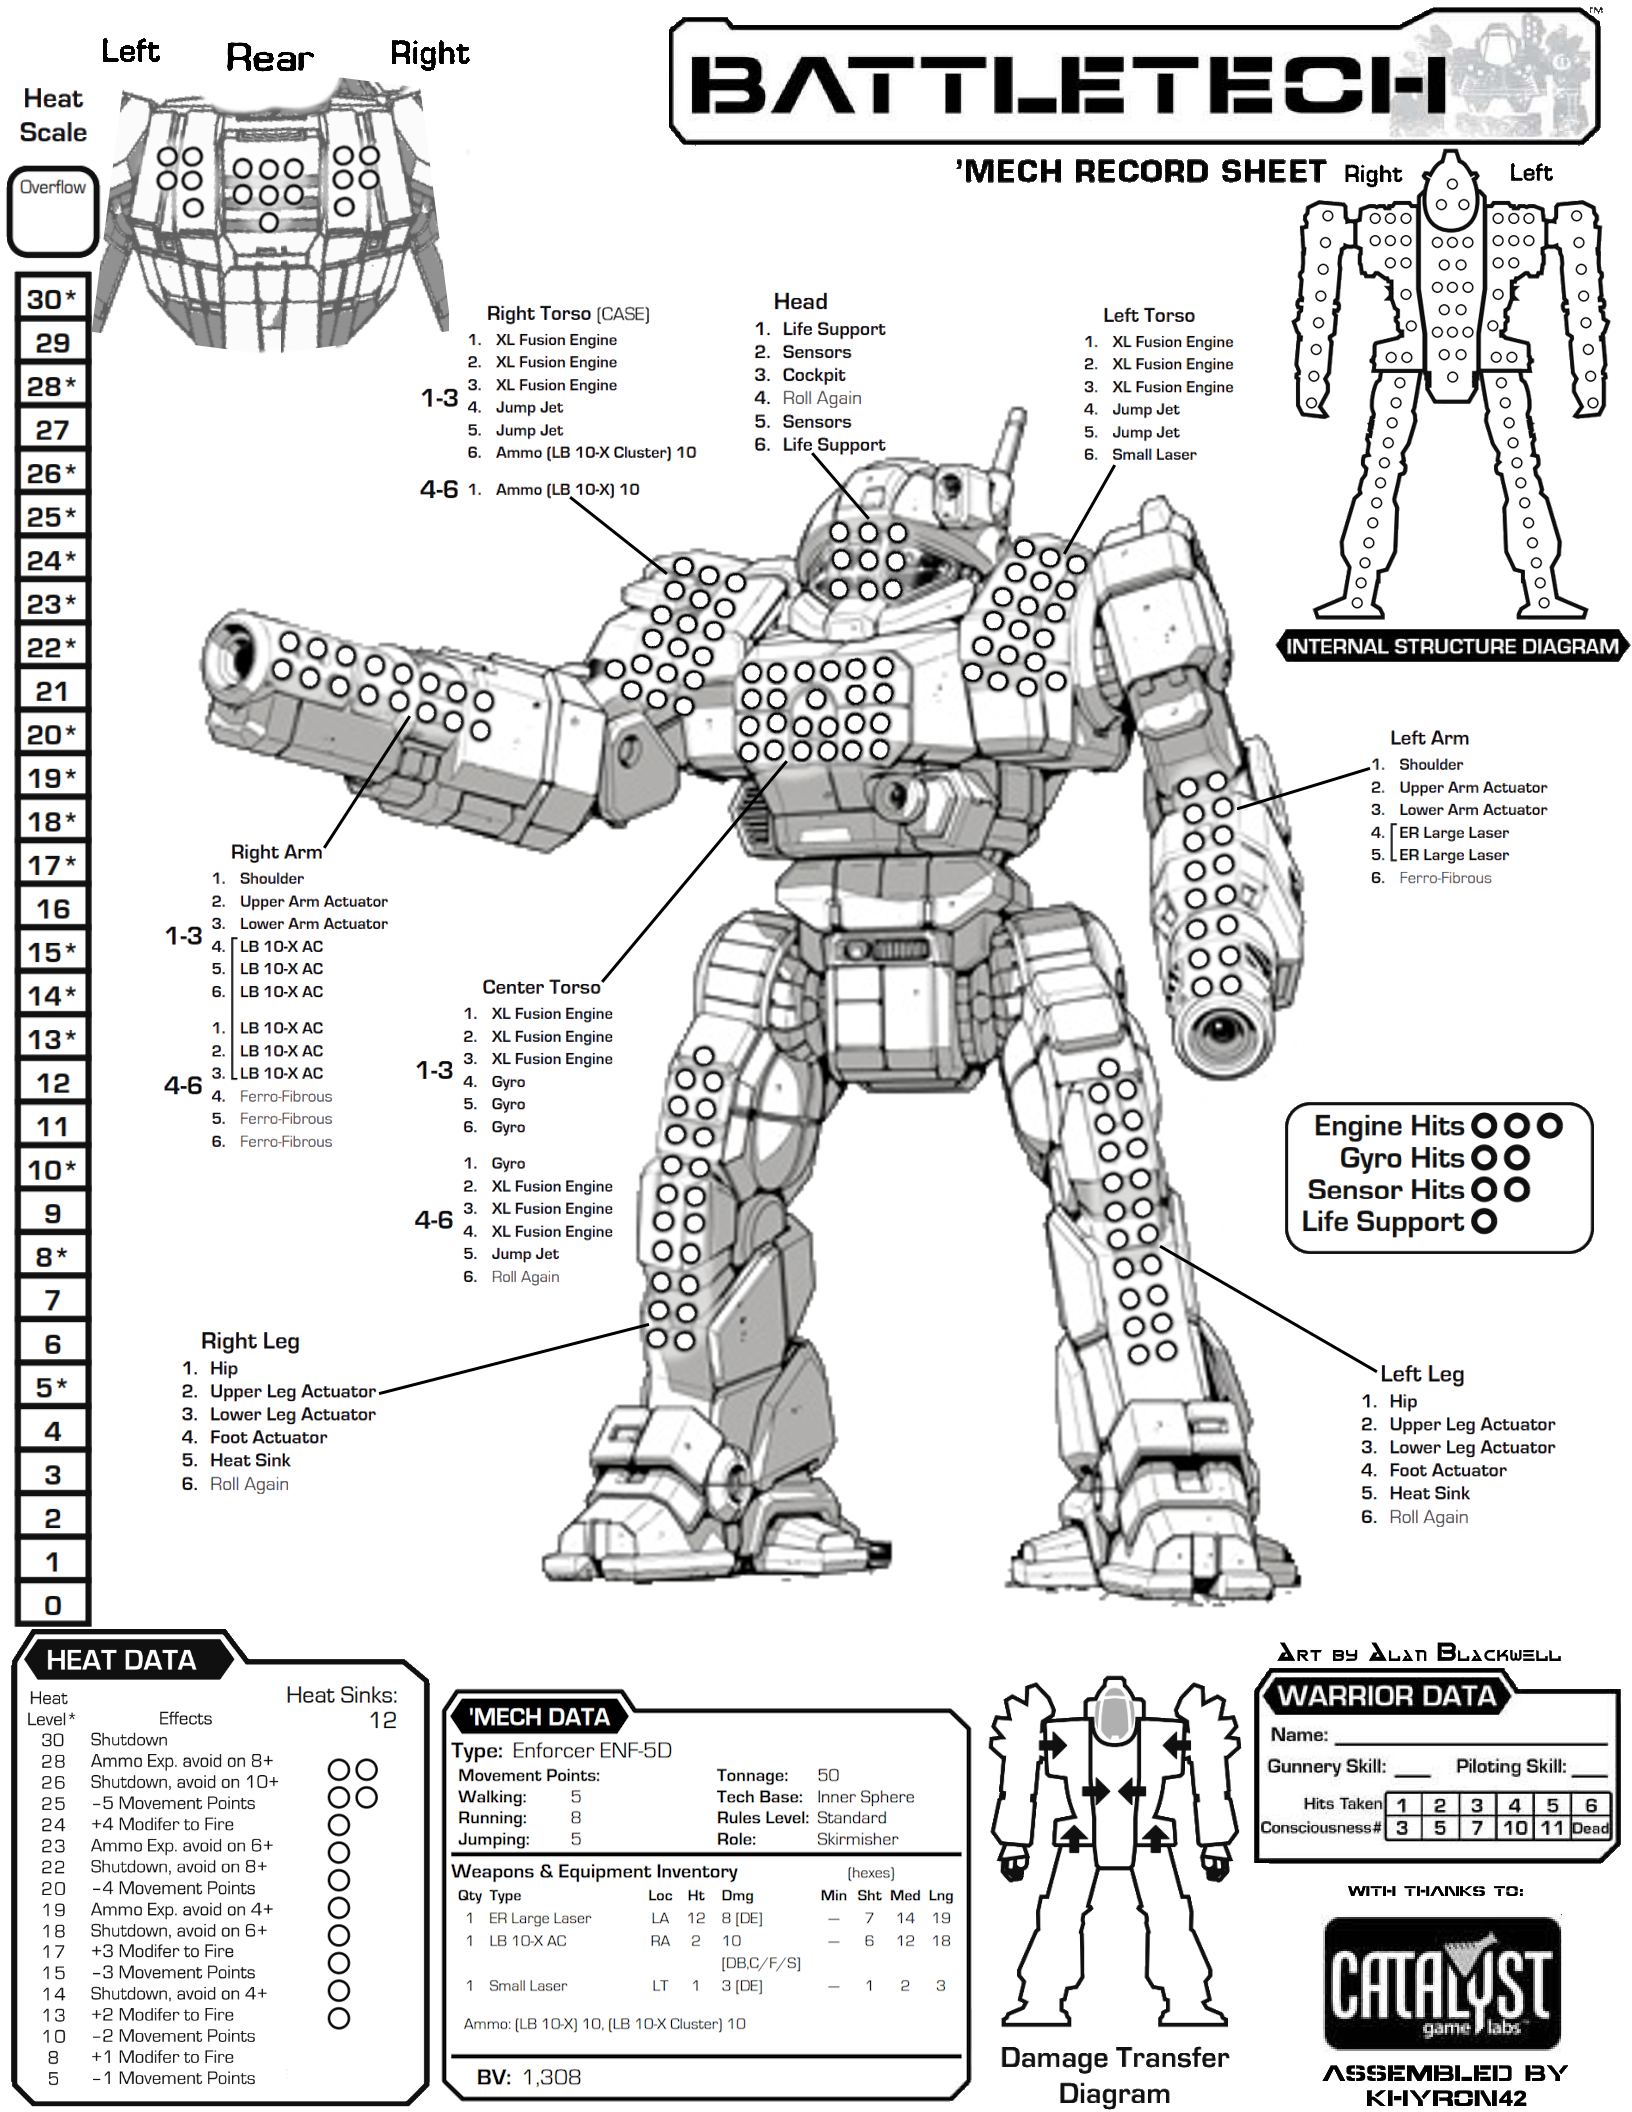 Left Rear Right
BATTLETECH
TM
'MECH RECORD SHEET
Right Left
INTERNAL STRUCTURE DIAGRAM
Heat
Scale
Overflow
30*
29
28*
27
26*
25*
24*
23*
22*
21
20*
19*
18*
17*
16
15*
14*
13*
12
11
10*
9
8*
7
6
5*
4
3
2
1
0
Right Torso (CASE)
1. XL Fusion Engine
2. XL Fusion Engine
3. XL Fusion Engine
1-3
4. Jump Jet
5. Jump Jet
6. Ammo (LB 10-X Cluster) 10
4-6 1. Ammo (LB 10-X) 10
Head
1. Life Support
2. Sensors
3. Cockpit
4. Roll Again
5. Sensors
6. Life Support
Left Torso
1. XL Fusion Engine
2. XL Fusion Engine
3. XL Fusion Engine
4. Jump Jet
5. Jump Jet
6. Small Laser
Left Arm
1. Shoulder
2. Upper Arm Actuator
3. Lower Arm Actuator
4. ER Large Laser
5. ER Large Laser
6. Ferro-Fibrous
Right Arm
1. Shoulder
2. Upper Arm Actuator
3. Lower Arm Actuator
1-3
4. LB 10-X AC
5. LB 10-X AC
6. LB 10-X AC
1. LB 10-X AC
2. LB 10-X AC
3. LB 10-X AC
4-6
4. Ferro-Fibrous
5. Ferro-Fibrous
6. Ferro-Fibrous
Center Torso
1. XL Fusion Engine
2. XL Fusion Engine
3. XL Fusion Engine
1-3
4. Gyro
5. Gyro
6. Gyro
1. Gyro
2. XL Fusion Engine
3. XL Fusion Engine
4-6
4. XL Fusion Engine
5. Jump Jet
6. Roll Again
Engine Hits
Gyro Hits
Sensor Hits
Life Support
Right Leg
1. Hip
2. Upper Leg Actuator
3. Lower Leg Actuator
4. Foot Actuator
5. Heat Sink
6. Roll Again
Left Leg
1. Hip
2. Upper Leg Actuator
3. Lower Leg Actuator
4. Foot Actuator
5. Heat Sink
6. Roll Again
HEAT DATA
Heat Sinks:
12
Heat
Level* Effects
30 Shutdown
28 Ammo Exp. avoid on 8+
26 Shutdown, avoid on 10+
25 -5 Movement Points
24 +4 Modifer to Fire
23 Ammo Exp. avoid on 6+
22 Shutdown, avoid on 8+
20 -4 Movement Points
19 Ammo Exp. avoid on 4+
18 Shutdown, avoid on 6+
17 +3 Modifer to Fire
15 -3 Movement Points
14 Shutdown, avoid on 4+
13 +2 Modifer to Fire
10 -2 Movement Points
8 +1 Modifer to Fire
5 -1 Movement Points
'MECH DATA
Type: Enforcer ENF-5D
Movement Points: Tonnage: 50
Walking: 5 Tech Base: Inner Sphere
Running: 8 Rules Level: Standard
Jumping: 5 Role: Skirmisher
Weapons & Equipment Inventory (hexes)
Qty Type Loc Ht Dmg Min Sht Med Lng
1 ER Large Laser LA 12 8 [DE] — 7 14 19
1 LB 10-X AC RA 2 10 — 6 12 18
[DB,C/F/S]
1 Small Laser LT 1 3 [DE] — 1 2 3
Ammo: (LB 10-X) 10, (LB 10-X Cluster) 10
BV: 1,308
Damage Transfer
Diagram
Art by Alan Blackwell
WARRIOR DATA
Name:
Gunnery Skill: Piloting Skill:
Hits Taken 1 2 3 4 5 6
Consciousness# 3 5 7 10 11 Dead
WITH THANKS TO:
CATALYST
game labs
ASSEMBLED BY
KHYRON42